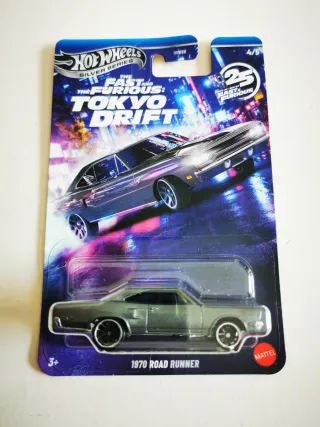 HOT WHEELS
SILVER SERIES
4/5
THE FAST AND
THE FURIOUS:
TOKYO
DRIFT
25
FAST &
FURIOUS
3+
1970 ROAD RUNNER
MATTEL